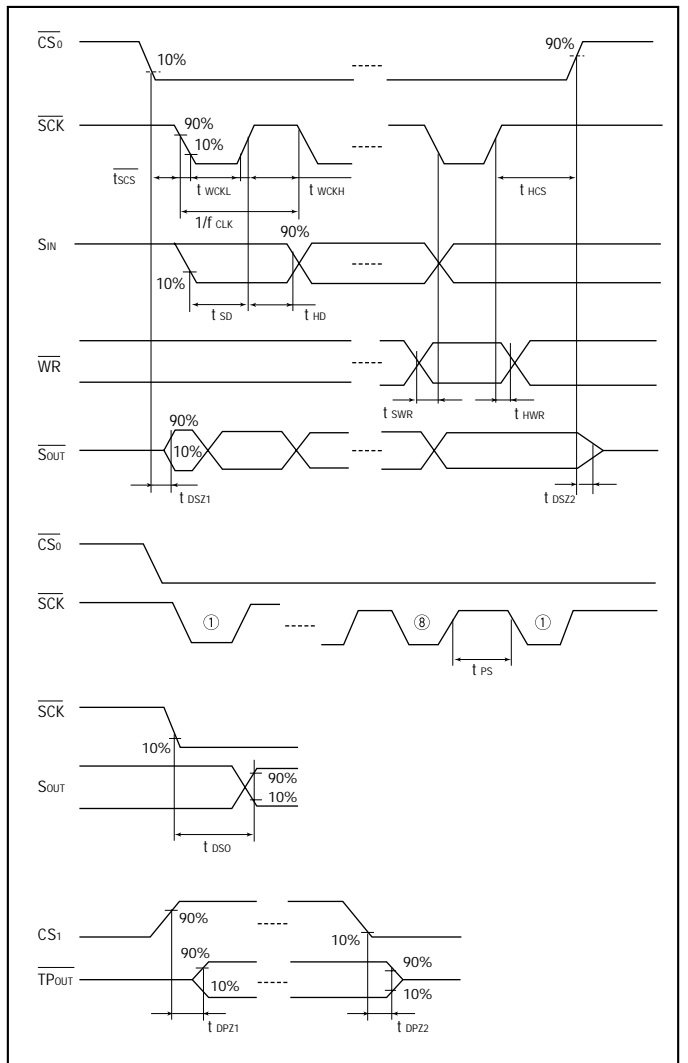 CS0
10%
90%
SCK
90%
10%
tSCS
t WCKL
t WCKH
t HCS
1/f CLK
SIN
90%
10%
t SD
t HD
WR
t SWR
t HWR
SOUT
90%
10%
t DSZ1
t DSZ2
CS0
SCK
①
⑧
①
t PS
SCK
10%
SOUT
90%
10%
t DSO
CS1
90%
10%
TPOUT
90%
10%
90%
10%
t DPZ1
t DPZ2